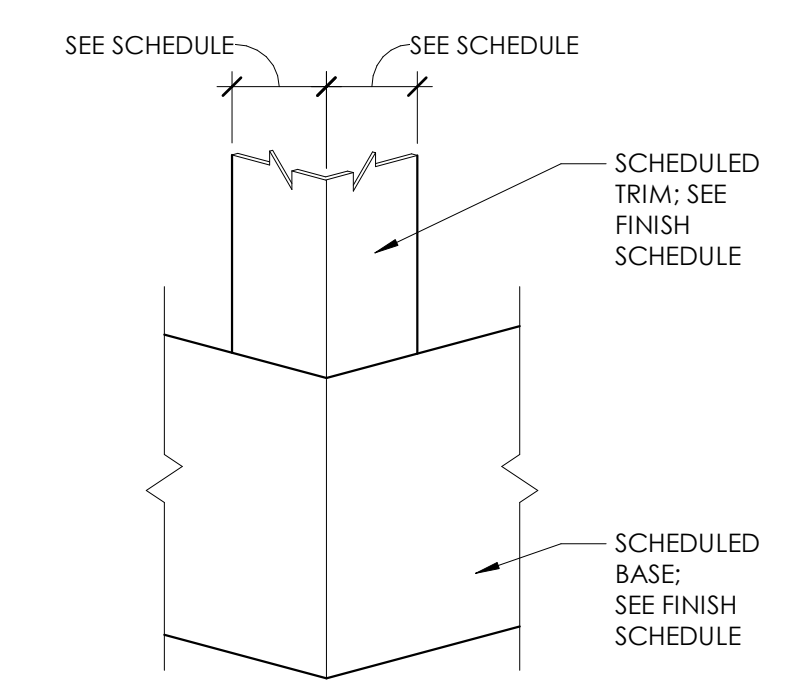 SEE SCHEDULE
SEE SCHEDULE
SCHEDULED
TRIM; SEE
FINISH
SCHEDULE
SCHEDULED
BASE;
SEE FINISH
SCHEDULE